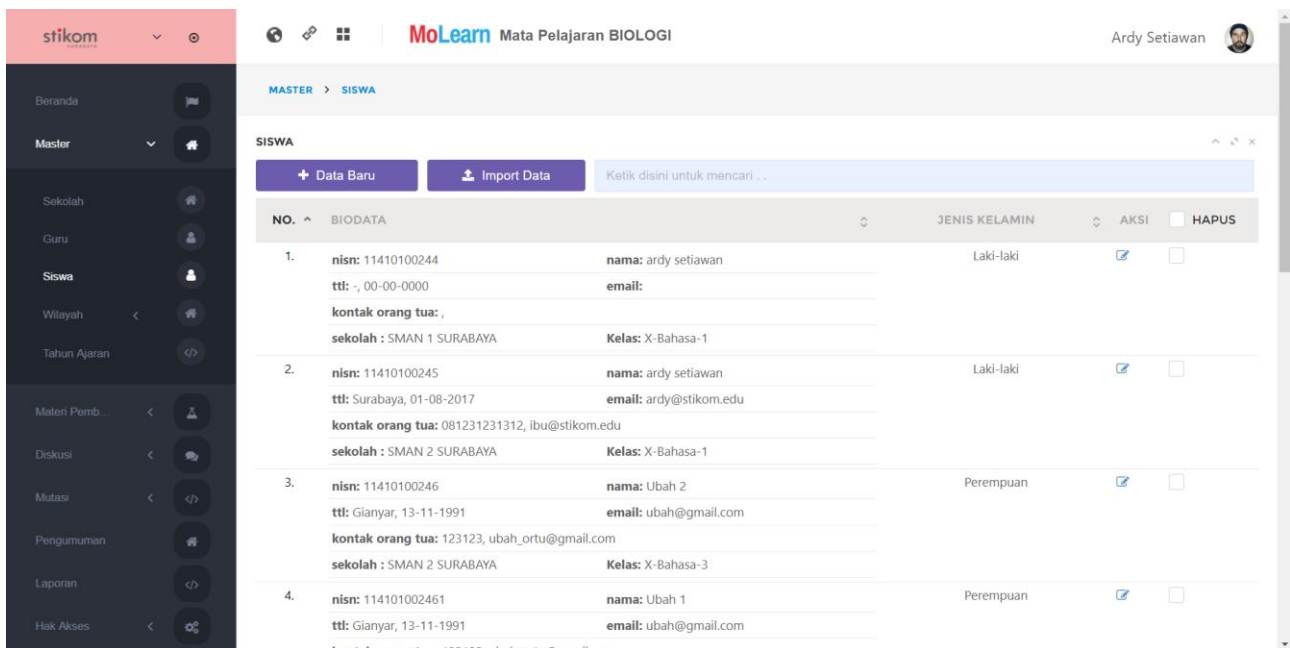 stikom
SURABAYA
MoLearn Mata Pelajaran BIOLOGI
Ardy Setiawan
Beranda
Master
Sekolah
Guru
Siswa
Wilayah
Tahun Ajaran
Materi Pemb...
Diskusi
Mutasi
Pengumuman
Laporan
Hak Akses
MASTER > SISWA
SISWA
+ Data Baru Import Data Ketik disini untuk mencari . .
NO. BIODATA JENIS KELAMIN AKSI HAPUS
1. nisn: 11410100244 nama: ardy setiawan Laki-laki
ttl: -, 00-00-0000 email:
kontak orang tua: ,
sekolah : SMAN 1 SURABAYA Kelas: X-Bahasa-1
2. nisn: 11410100245 nama: ardy setiawan Laki-laki
ttl: Surabaya, 01-08-2017 email: ardy@stikom.edu
kontak orang tua: 081231231312, ibu@stikom.edu
sekolah : SMAN 2 SURABAYA Kelas: X-Bahasa-1
3. nisn: 11410100246 nama: Ubah 2 Perempuan
ttl: Gianyar, 13-11-1991 email: ubah@gmail.com
kontak orang tua: 123123, ubah_ortu@gmail.com
sekolah : SMAN 2 SURABAYA Kelas: X-Bahasa-3
4. nisn: 114101002461 nama: Ubah 1 Perempuan
ttl: Gianyar, 13-11-1991 email: ubah@gmail.com